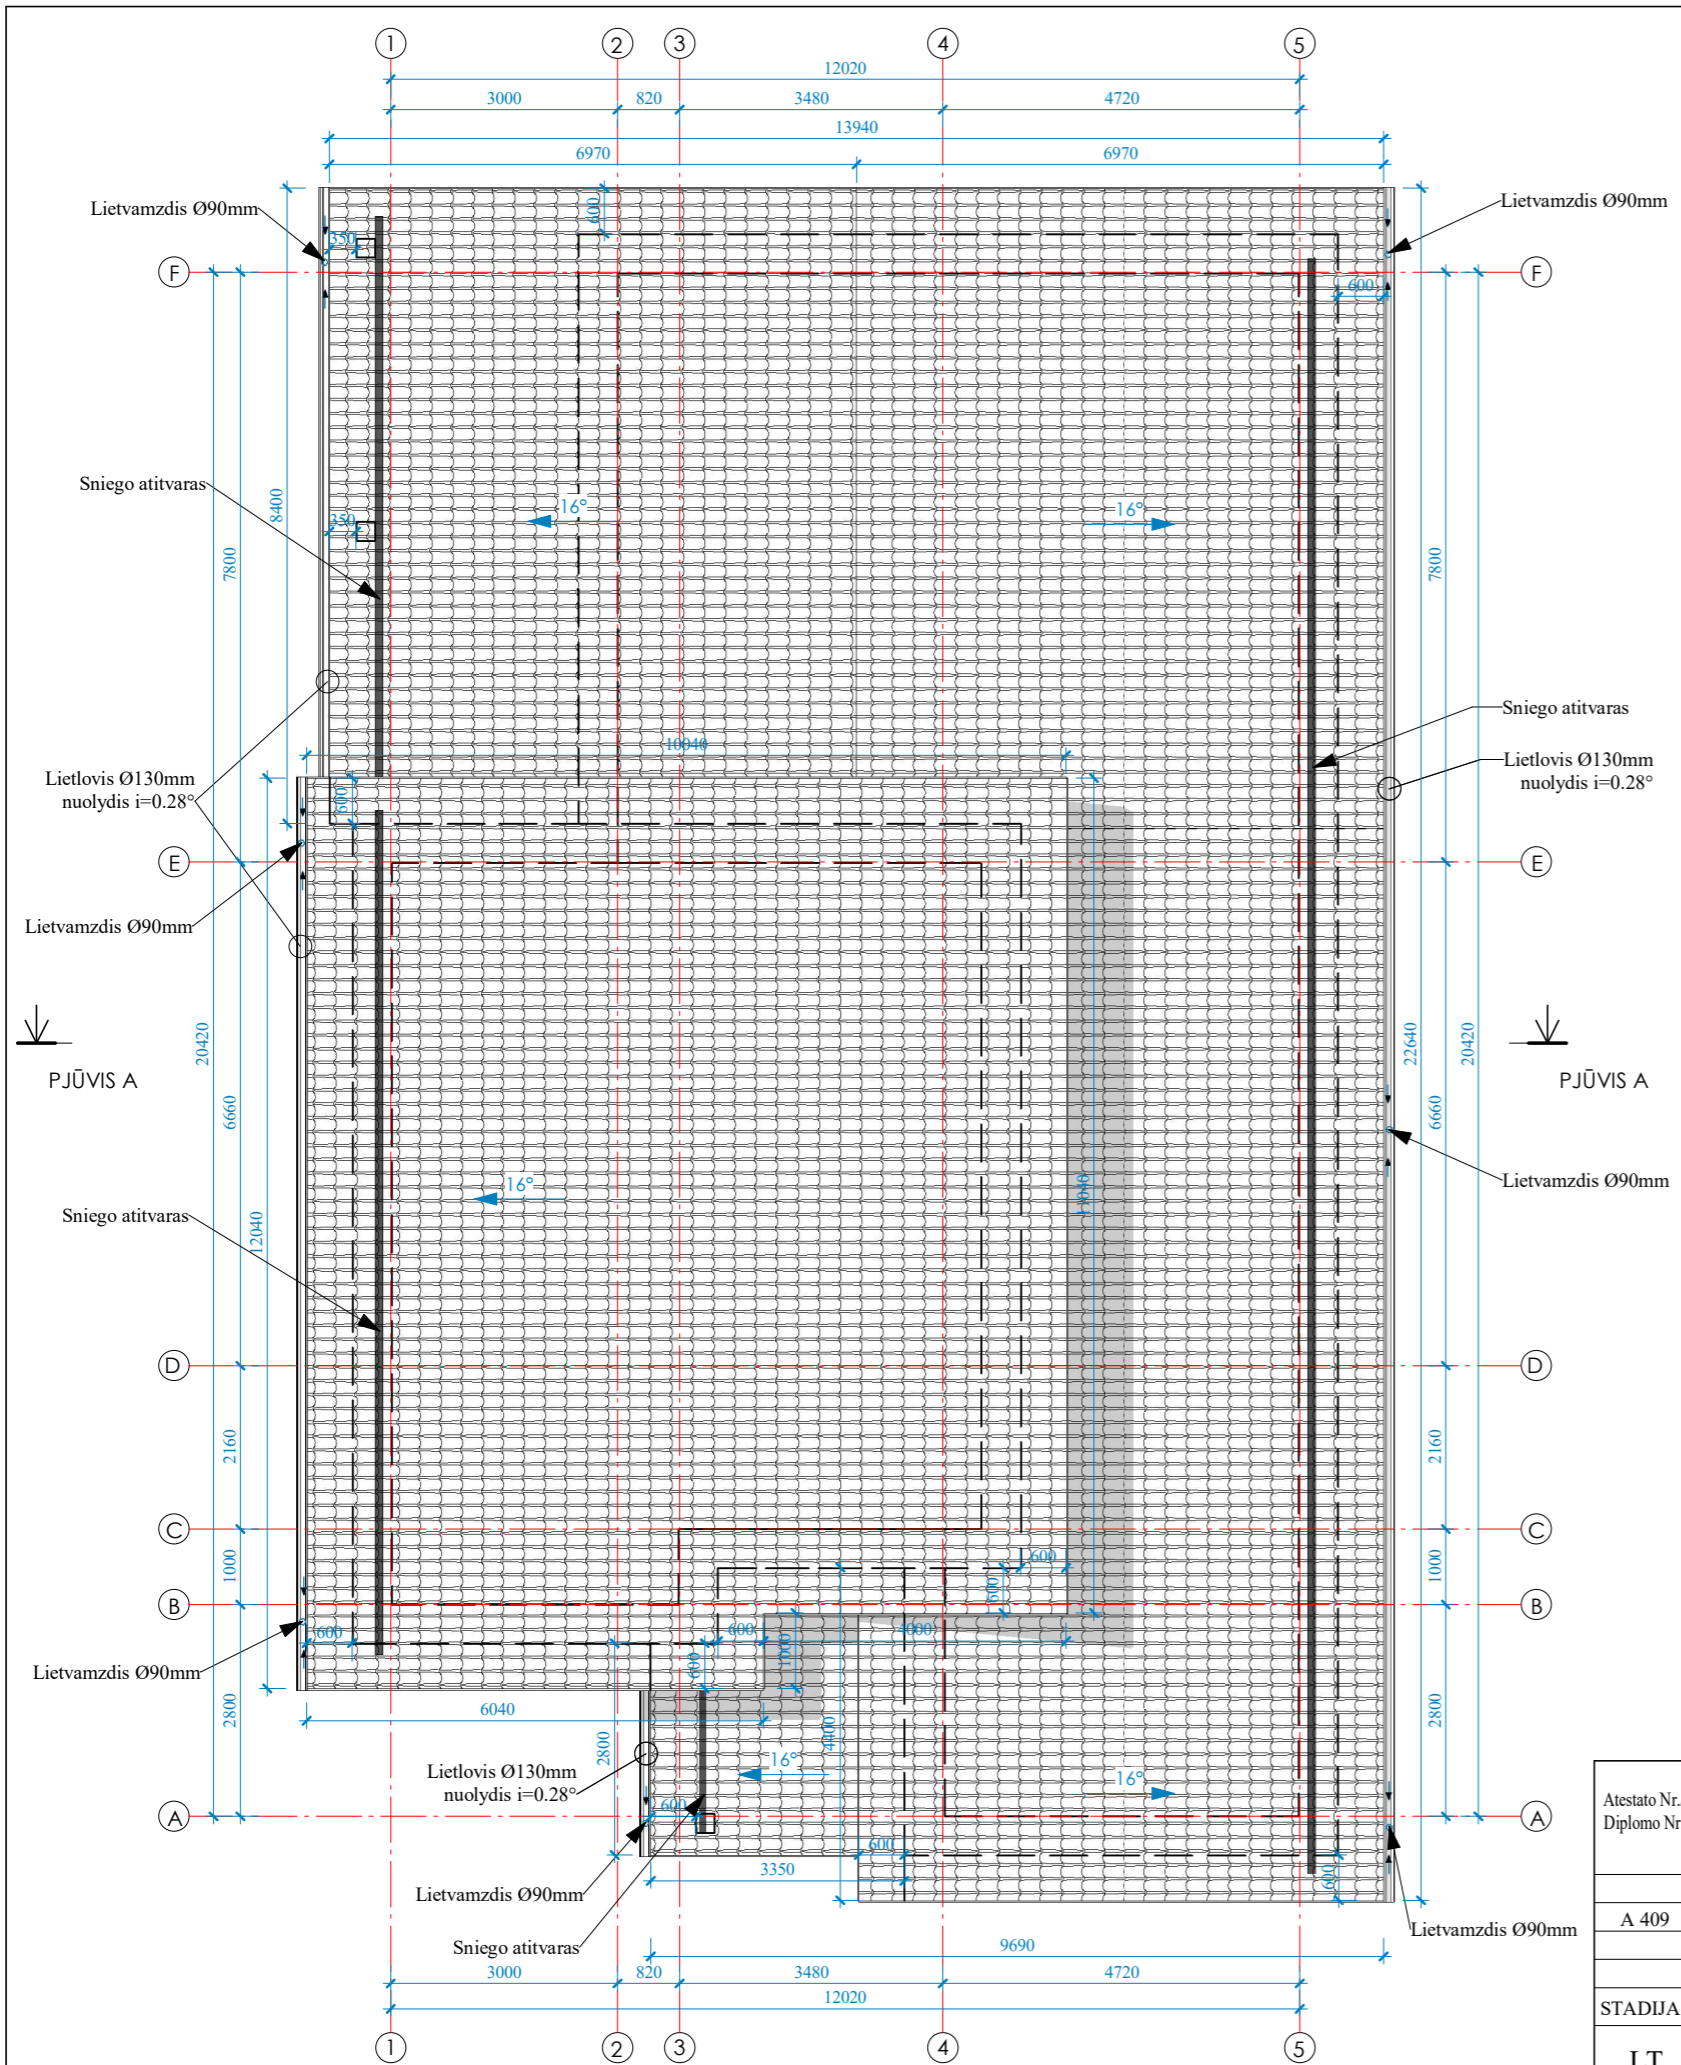 1 2 3 4 5
12020
3000 820 3480 4720
13940
6970 6970
Lietvamzdis Ø90mm
Lietvamzdis Ø90mm
600
350
F F
600
Sniego atitvaras
8400
350
16°
16°
7800
7800
Sniego atitvaras
10040
Lietlovis Ø130mm
nuolydis i=0.28°
Lietlovis Ø130mm
nuolydis i=0.28°
600
E E
Lietvamzdis Ø90mm
20420
22640
20420
PJŪVIS A
PJŪVIS A
6660
6660
Lietvamzdis Ø90mm
16°
11040
Sniego atitvaras
12040
D D
2160
2160
C C
1000
600
600
1000
B B
600
600
4000
600
1000
Lietvamzdis Ø90mm
2800
6040
2800
4400
2800
Lietlovis Ø130mm
nuolydis i=0.28°
16°
16°
600
A A
Atestato Nr.
Diplomo Nr
600
3350
600
Lietvamzdis Ø90mm
A 409
Lietvamzdis Ø90mm
Sniego atitvaras
9690
3000 820 3480 4720
12020
STADIJA
1 2 3 4 5
LT